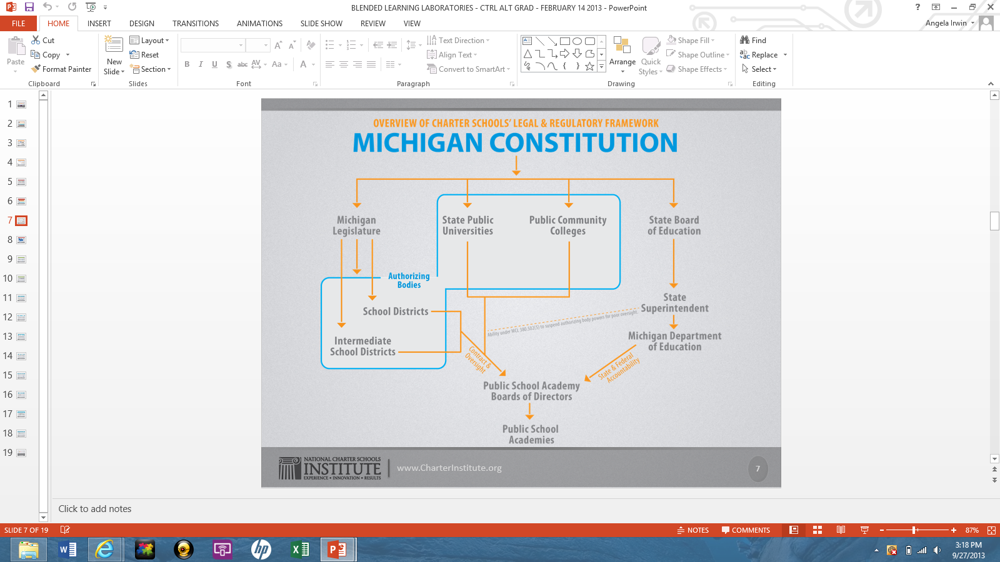 BLENDED LEARNING LABORATORIES - CTRL ALT GRAD - FEBRUARY 14 2013 - PowerPoint
?
FILE HOME INSERT DESIGN TRANSITIONS ANIMATIONS SLIDE SHOW REVIEW VIEW Angela Irwin
Paste
Cut
Copy
Format Painter
Clipboard
New Slide
Layout
Reset
Section
Slides
B I U S abc AV Aa A
Font
Text Direction
Align Text
Convert to SmartArt
Paragraph
Arrange
Quick Styles
Shape Fill
Shape Outline
Shape Effects
Drawing
Find
Replace
Select
Editing
1
2
3
4
5
6
7
8
9
10
11
12
13
14
15
16
17
18
19
OVERVIEW OF CHARTER SCHOOLS' LEGAL & REGULATORY FRAMEWORK
MICHIGAN CONSTITUTION
Michigan
Legislature
State Public
Universities
Public Community
Colleges
State Board
of Education
Authorizing
Bodies
School Districts
Intermediate
School Districts
State
Superintendent
Ability under MCL 380.502(5) to suspend authorizing body powers for poor oversight.
Michigan Department
of Education
Contract &
Oversight
State & Federal
Accountability
Public School Academy
Boards of Directors
Public School
Academies
NATIONAL CHARTER SCHOOLS
INSTITUTE
EXPERIENCE • INNOVATION • RESULTS
www.CharterInstitute.org
7
Click to add notes
SLIDE 7 OF 19 NOTES COMMENTS 87%
3:18 PM
9/27/2013